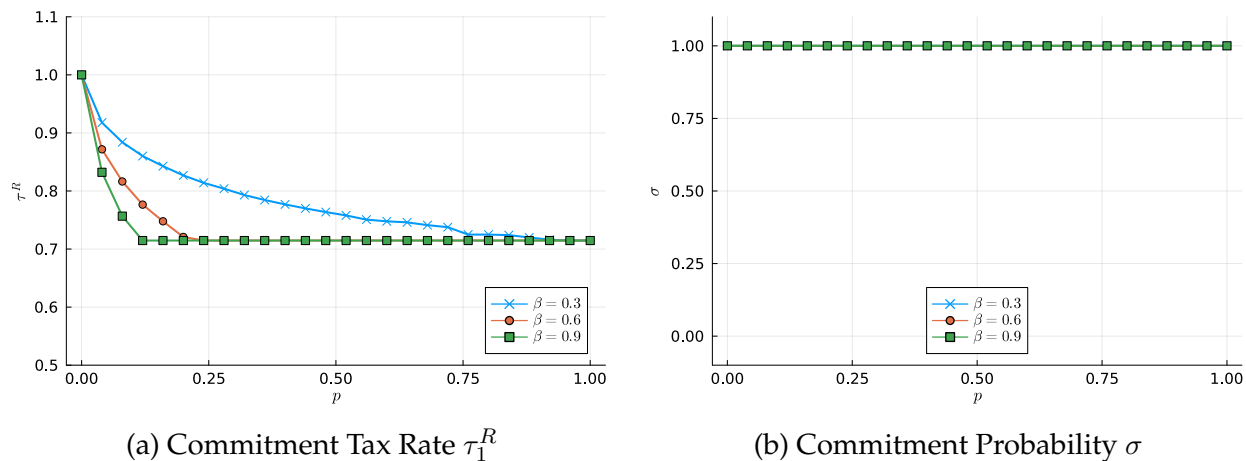 1.1
1.0
0.9
0.8
0.7
0.6
0.5
τ^R
0.00
0.25
0.50
0.75
1.00
p
β = 0.3
β = 0.6
β = 0.9
(a) Commitment Tax Rate τ₁^R
1.00
0.75
0.50
0.25
0.00
σ
0.00
0.25
0.50
0.75
1.00
p
β = 0.3
β = 0.6
β = 0.9
(b) Commitment Probability σ